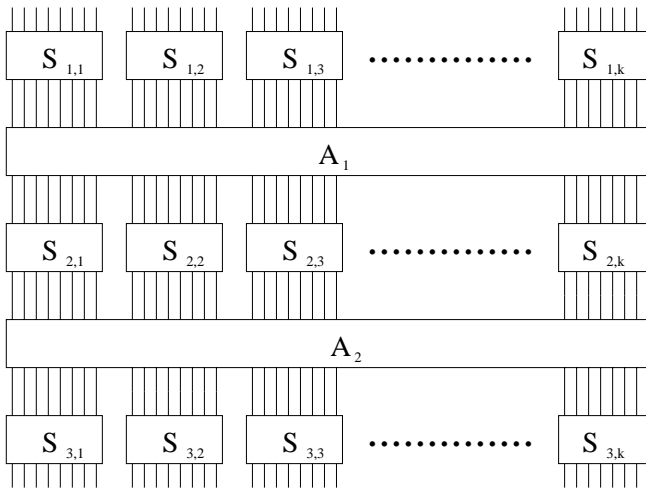 S 1,1 S 1,2 S 1,3 S 1,k
A 1
S 2,1 S 2,2 S 2,3 S 2,k
A 2
S 3,1 S 3,2 S 3,3 S 3,k